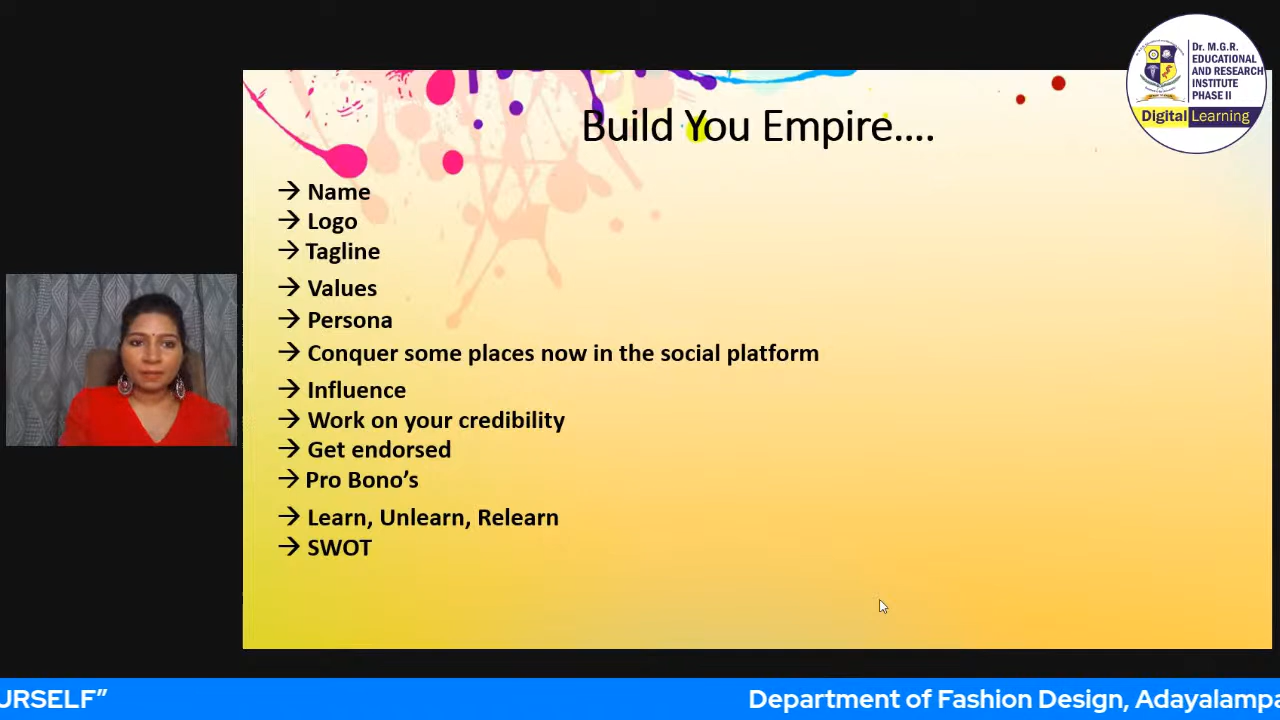 Build You Empire....
→ Name
→ Logo
→ Tagline
→ Values
→ Persona
→ Conquer some places now in the social platform
→ Influence
→ Work on your credibility
→ Get endorsed
→ Pro Bono’s
→ Learn, Unlearn, Relearn
→ SWOT
Dr. M.G.R.
EDUCATIONAL
AND RESEARCH
INSTITUTE
PHASE II
Digital Learning
URSELF” Department of Fashion Design, Adayalampa